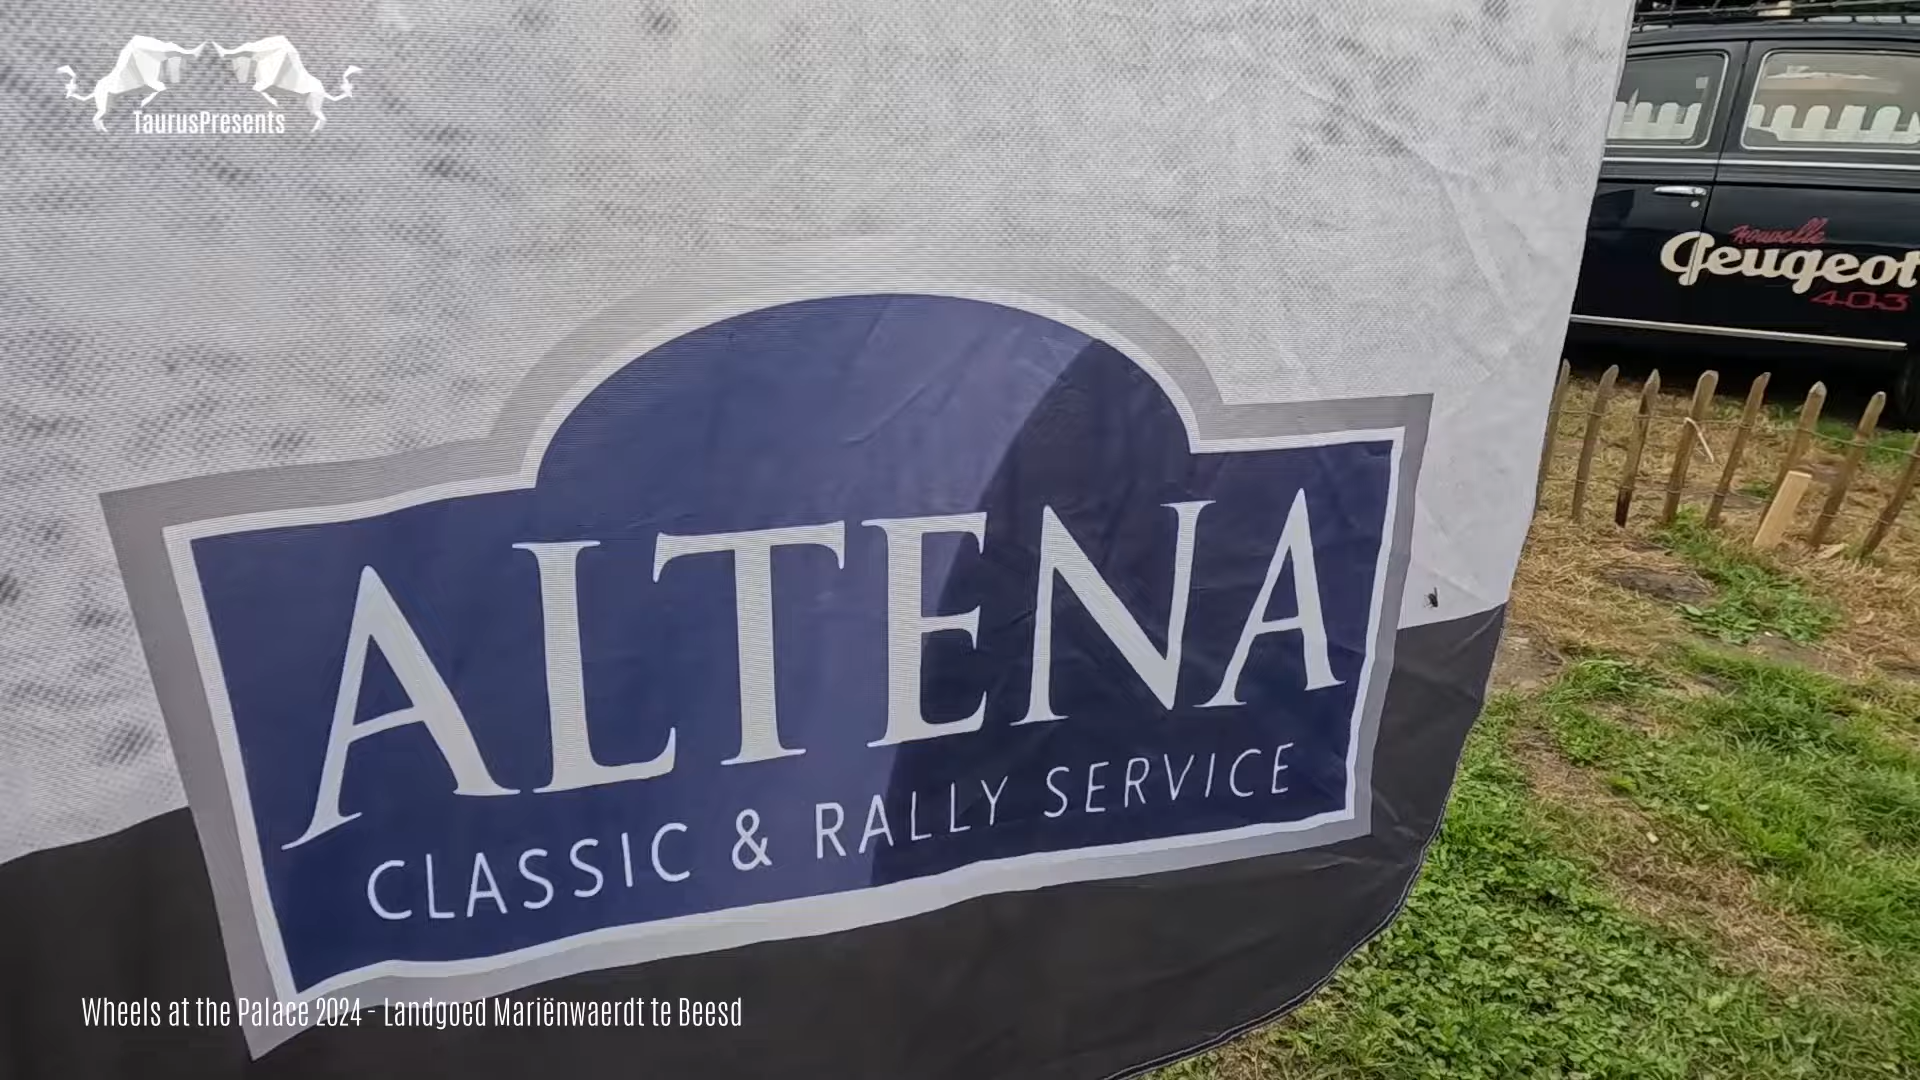 TaurusPresents
Nouvelle
Peugeot
403
ALTENA
CLASSIC & RALLY SERVICE
Wheels at the Palace 2024 - Landgoed Mariënwaerdt te Beesd